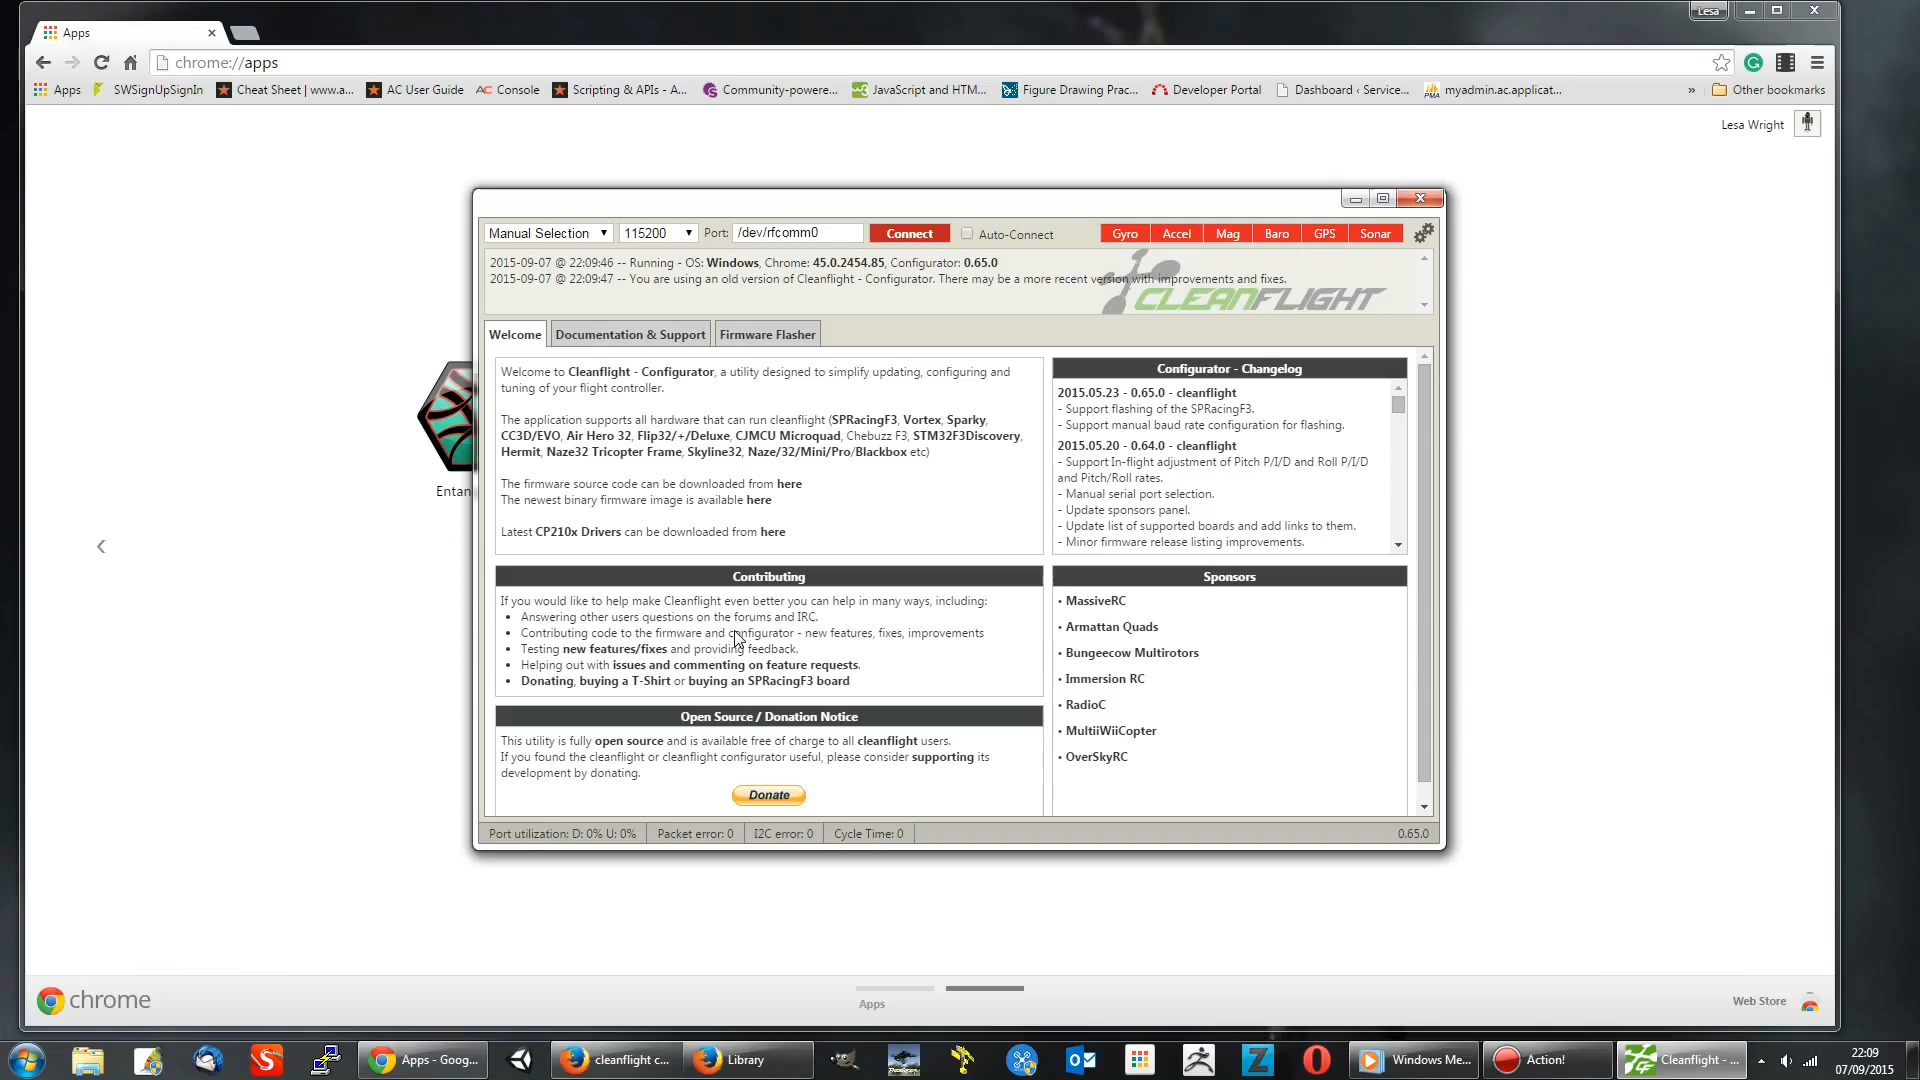 Lesa
Apps
chrome://apps
Apps
SWSignUpSignIn
Cheat Sheet | www.a...
AC User Guide
AC Console
Scripting & APIs - A...
Community-powere...
JavaScript and HTM...
Figure Drawing Prac...
Developer Portal
Dashboard ‹ Service...
myadmin.ac.applicat...
»
Other bookmarks
Lesa Wright
Manual Selection
115200
Port:
/dev/rfcomm0
Connect
Auto-Connect
Gyro
Accel
Mag
Baro
GPS
Sonar
2015-09-07 @ 22:09:46 -- Running - OS: Windows, Chrome: 45.0.2454.85, Configurator: 0.65.0
2015-09-07 @ 22:09:47 -- You are using an old version of Cleanflight - Configurator. There may be a more recent version with improvements and fixes.
CLEANFLIGHT
Welcome
Documentation & Support
Firmware Flasher
Welcome to Cleanflight - Configurator, a utility designed to simplify updating, configuring and
tuning of your flight controller.
The application supports all hardware that can run cleanflight (SPRacingF3, Vortex, Sparky,
CC3D/EVO, Air Hero 32, Flip32/+/Deluxe, CJMCU Microquad, Chebuzz F3, STM32F3Discovery,
Hermit, Naze32 Tricopter Frame, Skyline32, Naze/32/Mini/Pro/Blackbox etc)
The firmware source code can be downloaded from here
The newest binary firmware image is available here
Latest CP210x Drivers can be downloaded from here
Configurator - Changelog
2015.05.23 - 0.65.0 - cleanflight
- Support flashing of the SPRacingF3.
- Support manual baud rate configuration for flashing.
2015.05.20 - 0.64.0 - cleanflight
- Support In-flight adjustment of Pitch P/I/D and Roll P/I/D
and Pitch/Roll rates.
- Manual serial port selection.
- Update sponsors panel.
- Update list of supported boards and add links to them.
- Minor firmware release listing improvements.
Contributing
If you would like to help make Cleanflight even better you can help in many ways, including:
• Answering other users questions on the forums and IRC.
• Contributing code to the firmware and configurator - new features, fixes, improvements
• Testing new features/fixes and providing feedback.
• Helping out with issues and commenting on feature requests.
• Donating, buying a T-Shirt or buying an SPRacingF3 board
Sponsors
• MassiveRC
• Armattan Quads
• Bungeecow Multirotors
• Immersion RC
• RadioC
• MultiWiiCopter
• OverSkyRC
Open Source / Donation Notice
This utility is fully open source and is available free of charge to all cleanflight users.
If you found the cleanflight or cleanflight configurator useful, please consider supporting its
development by donating.
Donate
Port utilization: D: 0% U: 0%
Packet error: 0
I2C error: 0
Cycle Time: 0
0.65.0
Entan
chrome
Apps
Web Store
Apps - Goog...
cleanflight c...
Library
Windows Me...
Action!
Cleanflight - ...
22:09
07/09/2015